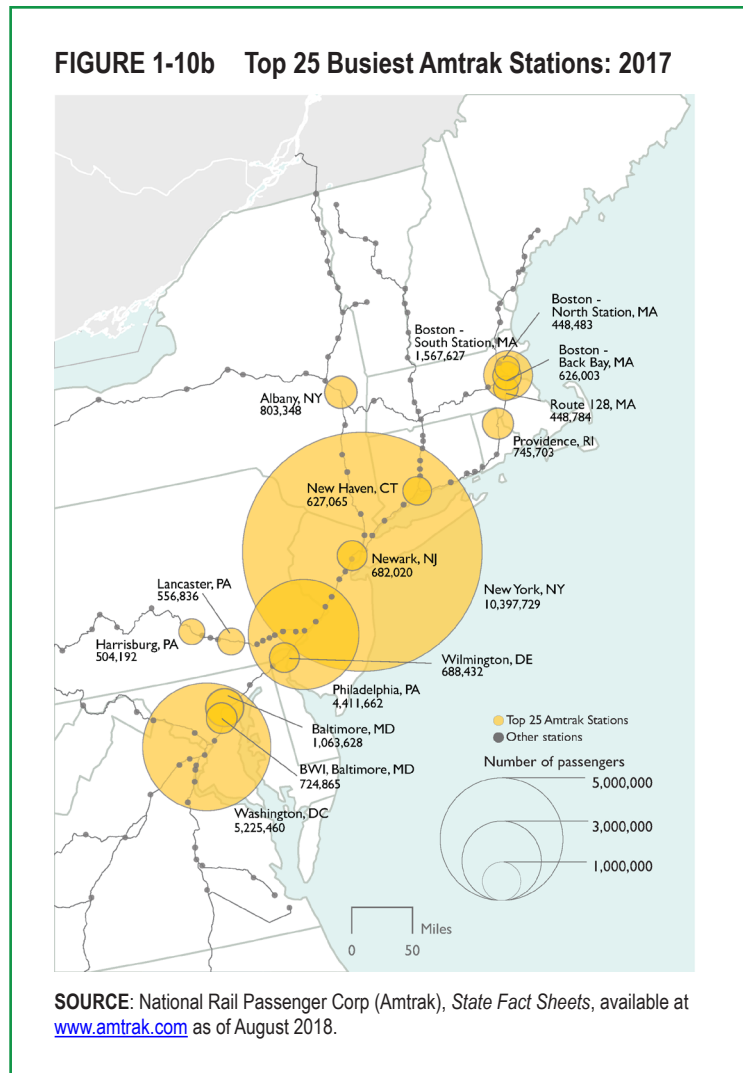 FIGURE 1-10b Top 25 Busiest Amtrak Stations: 2017
Boston -
North Station, MA
448,483
Boston -
South Station, MA
1,567,627
Boston -
Back Bay, MA
626,003
Albany, NY
803,348
Route 128, MA
448,784
Providence, RI
745,703
New Haven, CT
627,065
Newark, NJ
682,020
Lancaster, PA
556,836
New York, NY
10,397,729
Harrisburg, PA
504,192
Wilmington, DE
688,432
Philadelphia, PA
4,411,662
Baltimore, MD
1,063,628
BWI, Baltimore, MD
724,865
Washington, DC
5,225,460
Top 25 Amtrak Stations
Other stations
Number of passengers
5,000,000
3,000,000
1,000,000
Miles
0 50
SOURCE: National Rail Passenger Corp (Amtrak), State Fact Sheets, available at
www.amtrak.com as of August 2018.